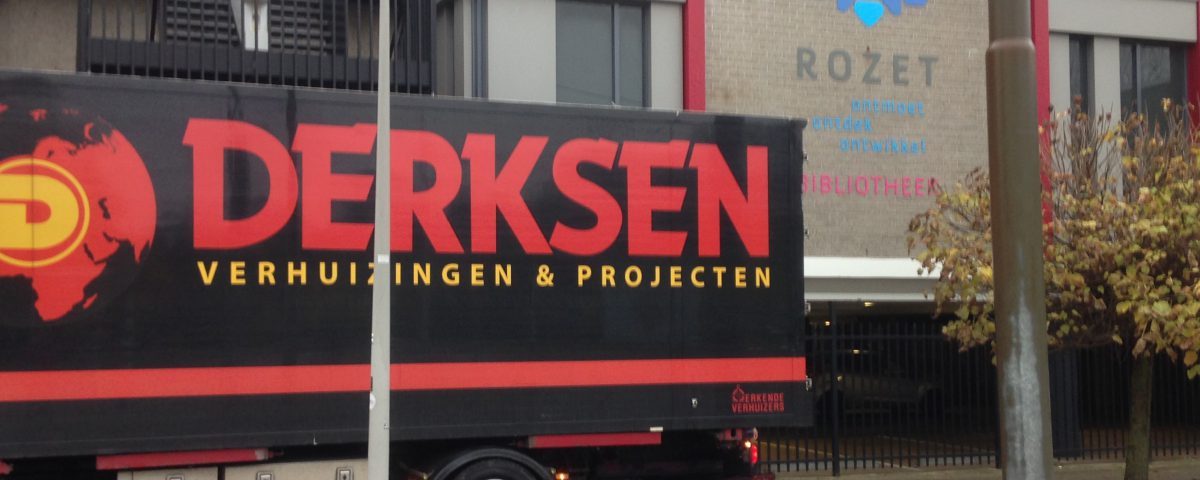 ROZET
ontmoet
ontdek
ontwikkel
BIBLIOTHEEK
D
DERKSEN
VERHUIZINGEN & PROJECTEN
ERKENDE
VERHUIZERS